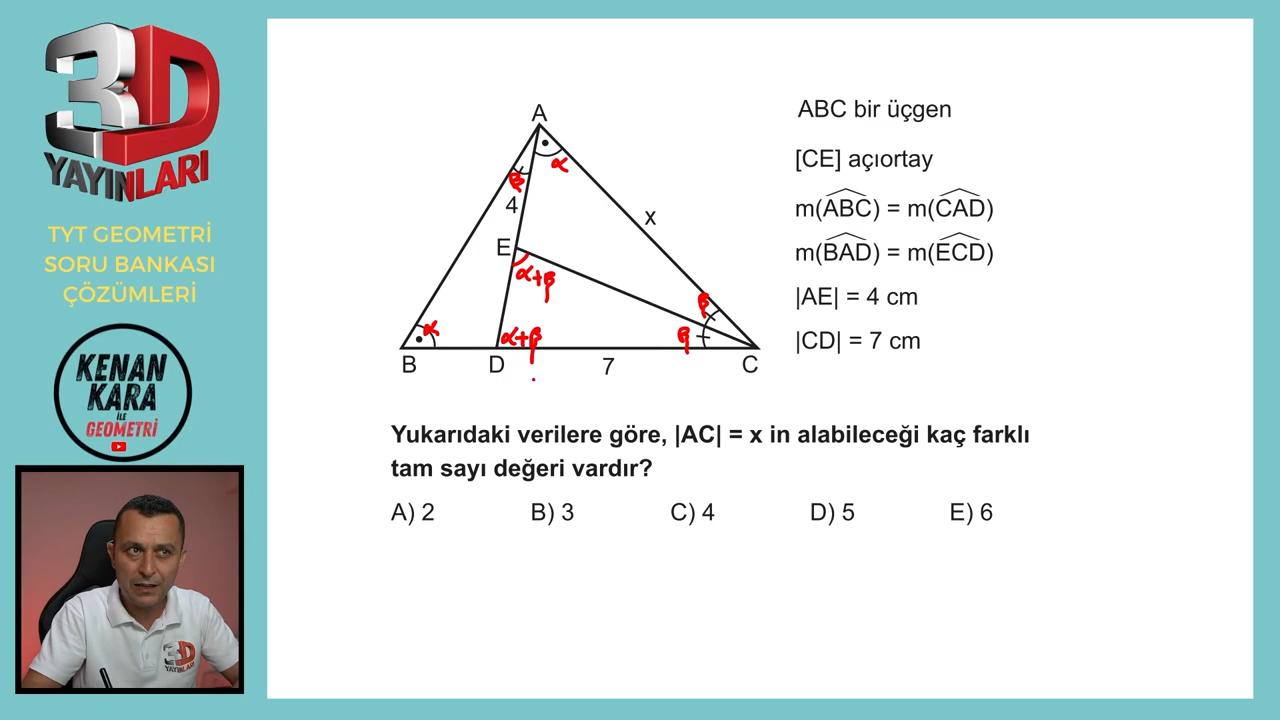 3D
YAYINLARI
TYT GEOMETRİ
SORU BANKASI
ÇÖZÜMLERİ
KENAN
KARA
İLE
GEOMETRİ
3D
YAYINLARI
A
α
β
4
x
E
α+β
β
α
α+β
β
B
D
7
C
ABC bir üçgen
[CE] açıortay
m(ABC) = m(CAD)
m(BAD) = m(ECD)
|AE| = 4 cm
|CD| = 7 cm
Yukarıdaki verilere göre, |AC| = x in alabileceği kaç farklı
tam sayı değeri vardır?
A) 2 B) 3 C) 4 D) 5 E) 6